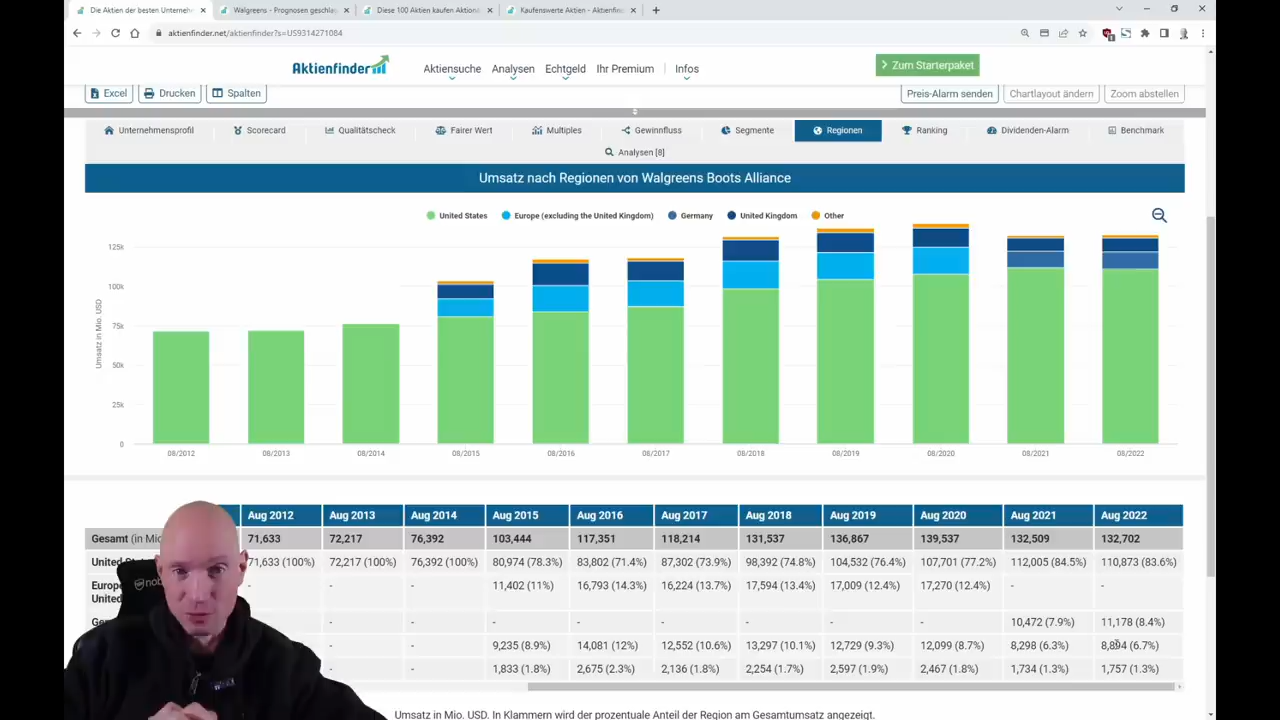 Die Aktien der besten Unterneh
Walgreens - Prognosen geschlag
Diese 100 Aktien kaufen Aktionä
Kaufenswerte Aktien - Aktienfin
aktienfinder.net/aktienfinder?s=US9314271084
Aktienfinder
Aktiensuche Analysen Echtgeld Ihr Premium Infos
Zum Starterpaket
Excel Drucken Spalten
Preis-Alarm senden Chartlayout ändern Zoom abstellen
Unternehmensprofil Scorecard Qualitätscheck Fairer Wert Multiples Gewinnfluss Segmente Regionen Ranking Dividenden-Alarm Benchmark
Analysen [8]
Umsatz nach Regionen von Walgreens Boots Alliance
United States Europe (excluding the United Kingdom) Germany United Kingdom Other
125k
100k
75k
50k
25k
0
Umsatz in Mio. USD
08/2012 08/2013 08/2014 08/2015 08/2016 08/2017 08/2018 08/2019 08/2020 08/2021 08/2022
Aug 2012 Aug 2013 Aug 2014 Aug 2015 Aug 2016 Aug 2017 Aug 2018 Aug 2019 Aug 2020 Aug 2021 Aug 2022
Gesamt (in Mio 71,633 72,217 76,392 103,444 117,351 118,214 131,537 136,867 139,537 132,509 132,702
United S 71,633 (100%) 72,217 (100%) 76,392 (100%) 80,974 (78.3%) 83,802 (71.4%) 87,302 (73.9%) 98,392 (74.8%) 104,532 (76.4%) 107,701 (77.2%) 112,005 (84.5%) 110,873 (83.6%)
Europe - - - 11,402 (11%) 16,793 (14.3%) 16,224 (13.7%) 17,594 (13.4%) 17,009 (12.4%) 17,270 (12.4%) - -
United
Ge - - - - - - - - 10,472 (7.9%) 11,178 (8.4%)
- - 9,235 (8.9%) 14,081 (12%) 12,552 (10.6%) 13,297 (10.1%) 12,729 (9.3%) 12,099 (8.7%) 8,298 (6.3%) 8,894 (6.7%)
- - 1,833 (1.8%) 2,675 (2.3%) 2,136 (1.8%) 2,254 (1.7%) 2,597 (1.9%) 2,467 (1.8%) 1,734 (1.3%) 1,757 (1.3%)
Umsatz in Mio. USD. In Klammern wird der prozentuale Anteil der Region am Gesamtumsatz angezeigt.